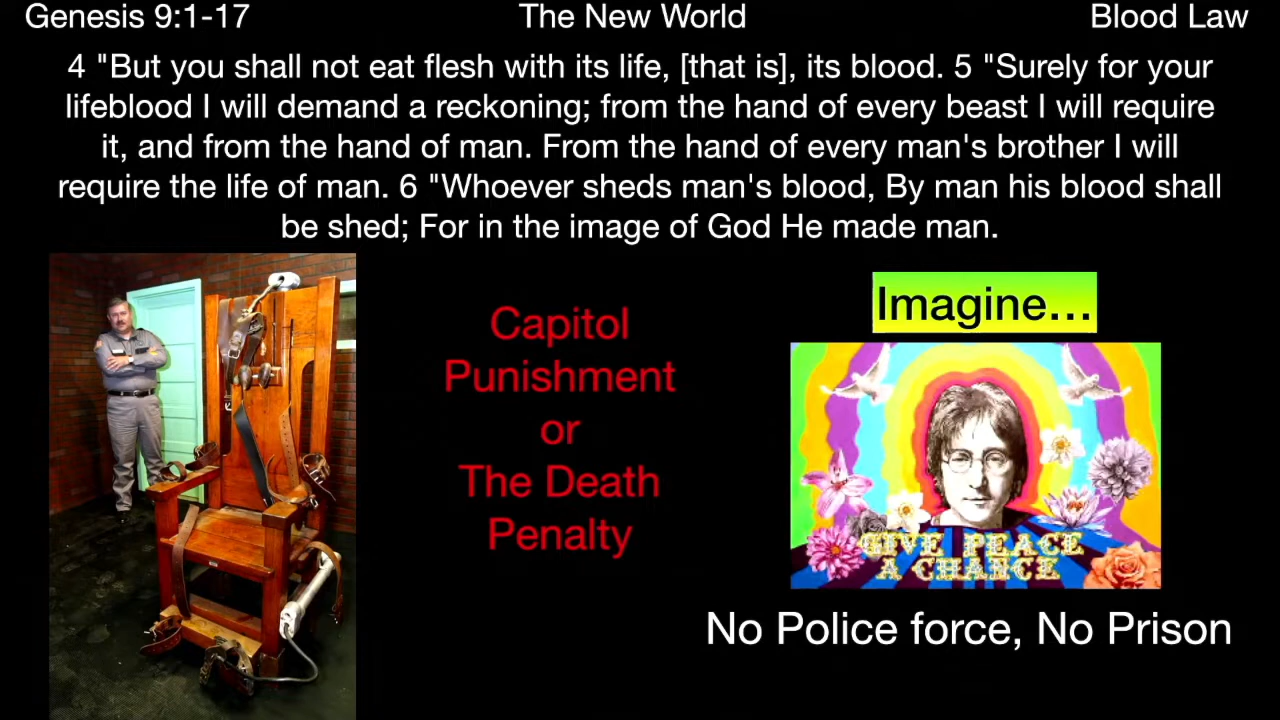 Genesis 9:1-17
The New World
Blood Law
4 "But you shall not eat flesh with its life, [that is], its blood. 5 "Surely for your
lifeblood I will demand a reckoning; from the hand of every beast I will require
it, and from the hand of man. From the hand of every man's brother I will
require the life of man. 6 "Whoever sheds man's blood, By man his blood shall
be shed; For in the image of God He made man.
Capitol
Punishment
or
The Death
Penalty
Imagine...
GIVE PEACE
A CHANCE
No Police force, No Prison